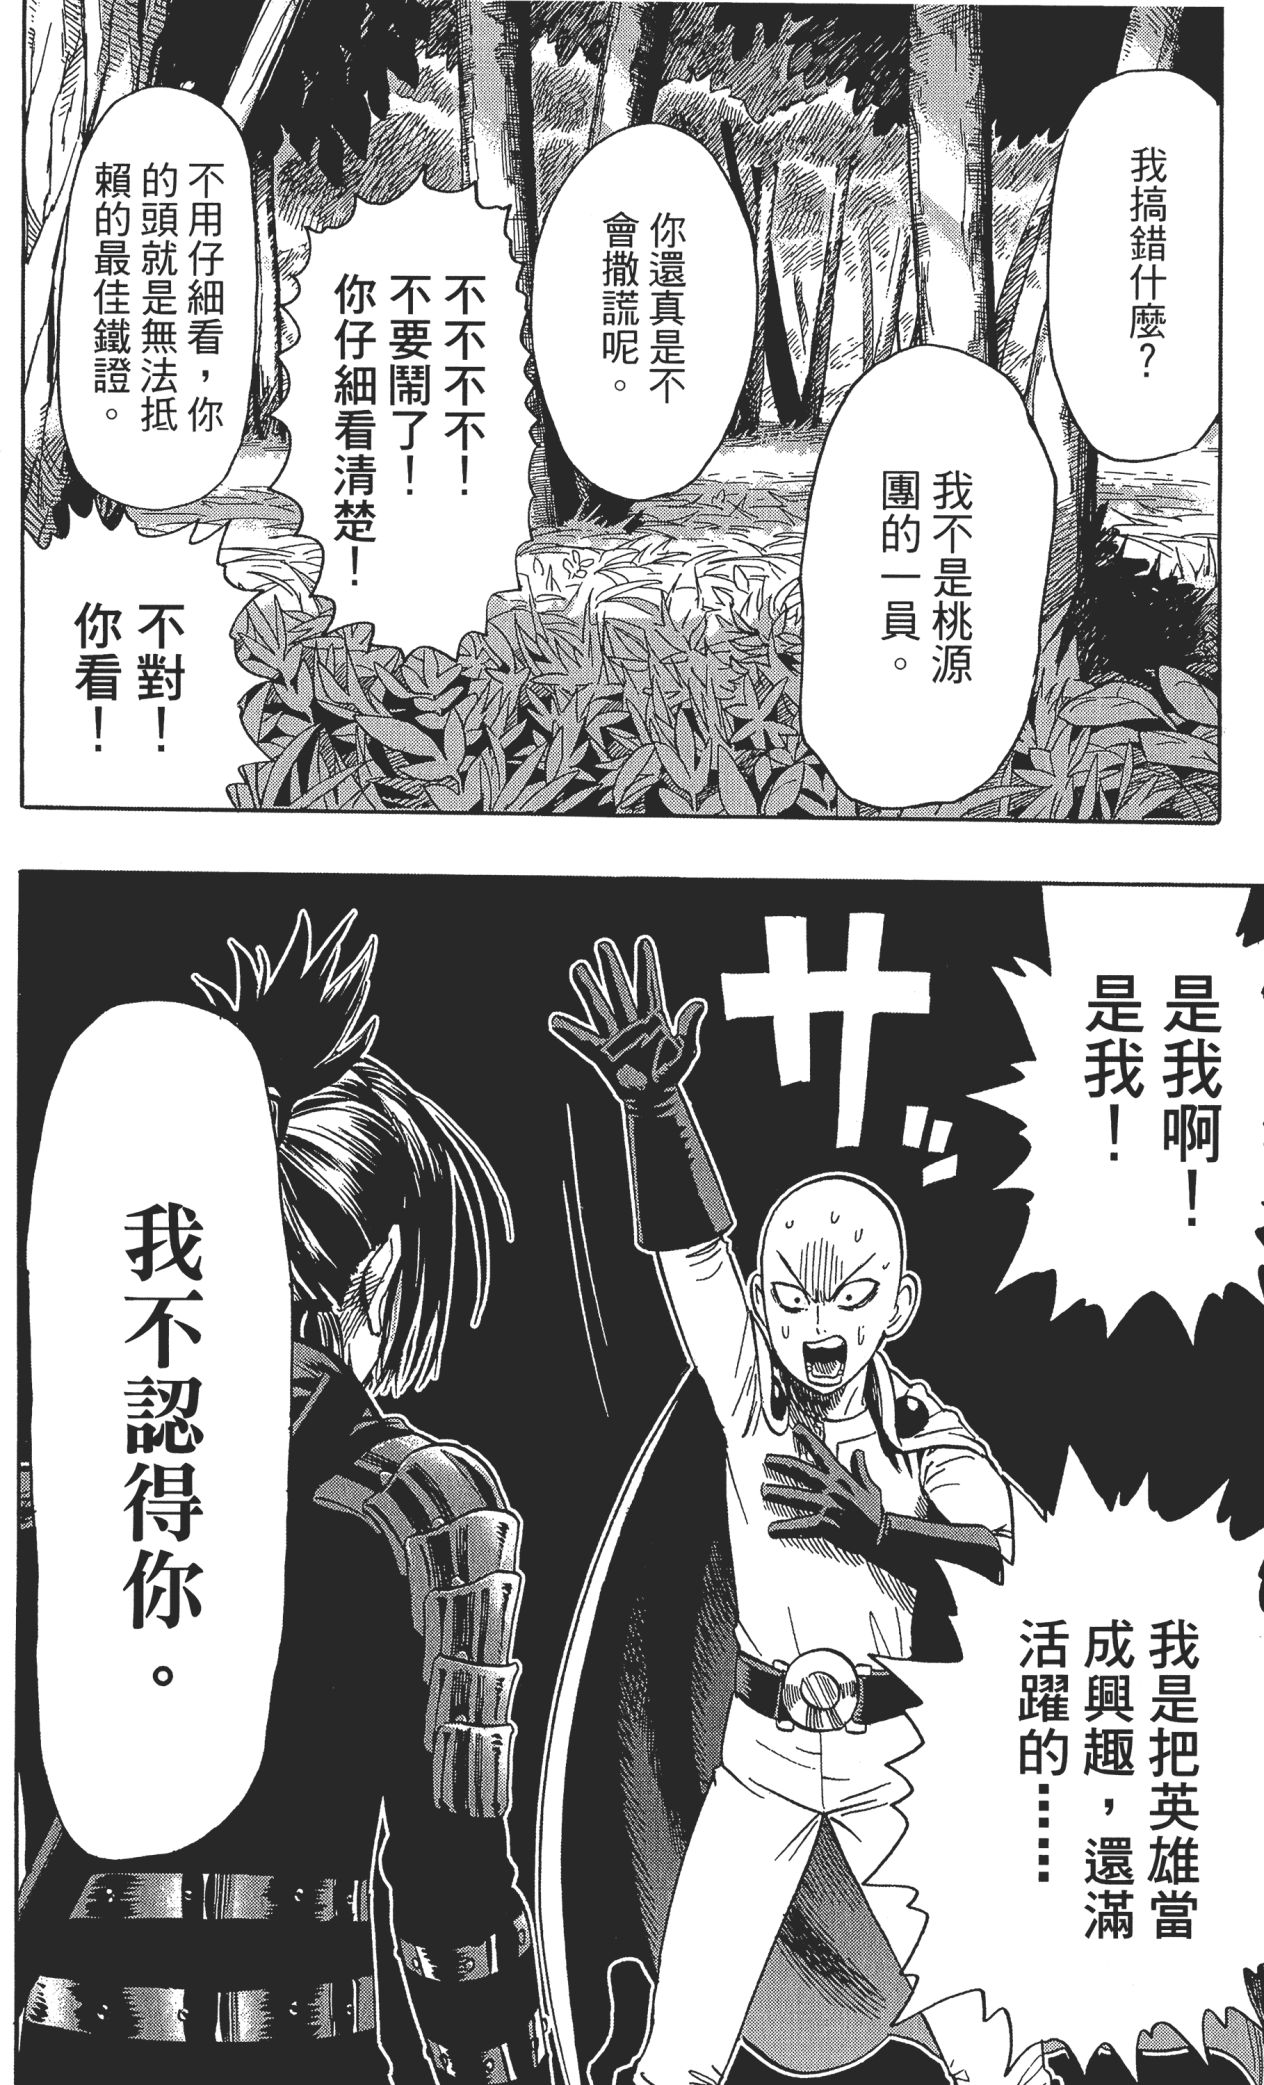 我搞錯什麼？
我不是桃源
團的一員。
你還真是不
會撒謊呢。
不不不不！
不要鬧了！
你仔細看清楚！
不用仔細看，你
的頭就是無法抵
賴的最佳鐵證。
不對！
你看！
是我啊！
是我！
サッ
我是把英雄當
成興趣，還滿
活躍的……
我不認得你。